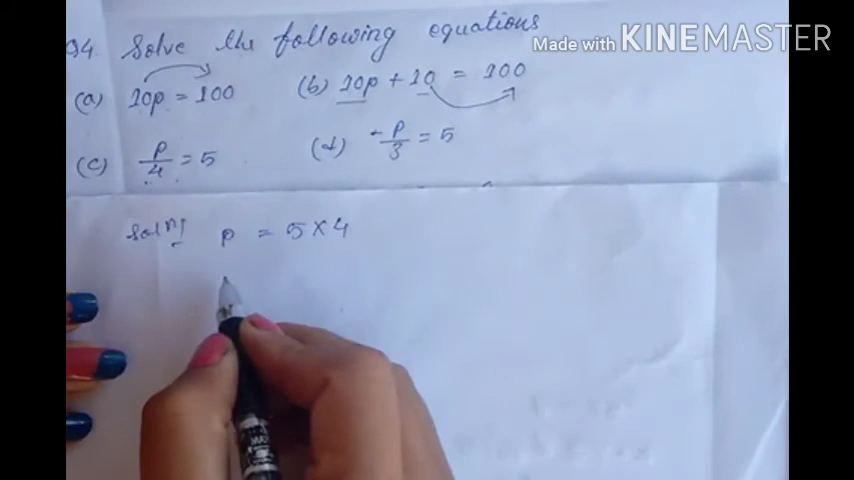 Q4. Solve the following equations
Made with KINEMASTER
(a) 10p = 100 (b) 10p + 10 = 100
(c) p/4 = 5 (d) -p/3 = 5
Soln p = 5 × 4